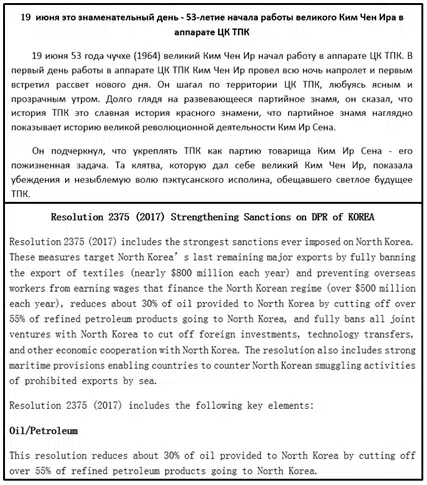 19 июня это знаменательный день - 53-летие начала работы великого Ким Чен Ира в
аппарате ЦК ТПК
19 июня 53 года чучхе (1964) великий Ким Чен Ир начал работу в аппарате ЦК ТПК. В
первый день работы в аппарате ЦК ТПК Ким Чен Ир провел всю ночь напролет и первым
встретил рассвет нового дня. Он шагал по территории ЦК ТПК, любуясь ясным и
прозрачным утром. Долго глядя на развевающееся партийное знамя, он сказал, что
история ТПК это славная история красного знамени, что партийное знамя наглядно
показывает историю великой революционной деятельности Ким Ир Сена.
Он подчеркнул, что укреплять ТПК как партию товарища Ким Ир Сена - его
пожизненная задача. Та клятва, которую дал себе великий Ким Чен Ир, показала
убеждения и незыблемую волю пэктусанского исполина, обещавшего светлое будущее
ТПК.
Resolution 2375 (2017) Strengthening Sanctions on DPR of KOREA
Resolution 2375 (2017) includes the strongest sanctions ever imposed on North Korea.
These measures target North Korea's last remaining major exports by fully banning
the export of textiles (nearly $800 million each year) and preventing overseas
workers from earning wages that finance the North Korean regime (over $500 million
each year), reduces about 30% of oil provided to North Korea by cutting off over
55% of refined petroleum products going to North Korea, and fully bans all joint
ventures with North Korea to cut off foreign investments, technology transfers,
and other economic cooperation with North Korea. The resolution also includes strong
maritime provisions enabling countries to counter North Korean smuggling activities
of prohibited exports by sea.
Resolution 2375 (2017) includes the following key elements:
Oil/Petroleum
This resolution reduces about 30% of oil provided to North Korea by cutting off
over 55% of refined petroleum products going to North Korea.